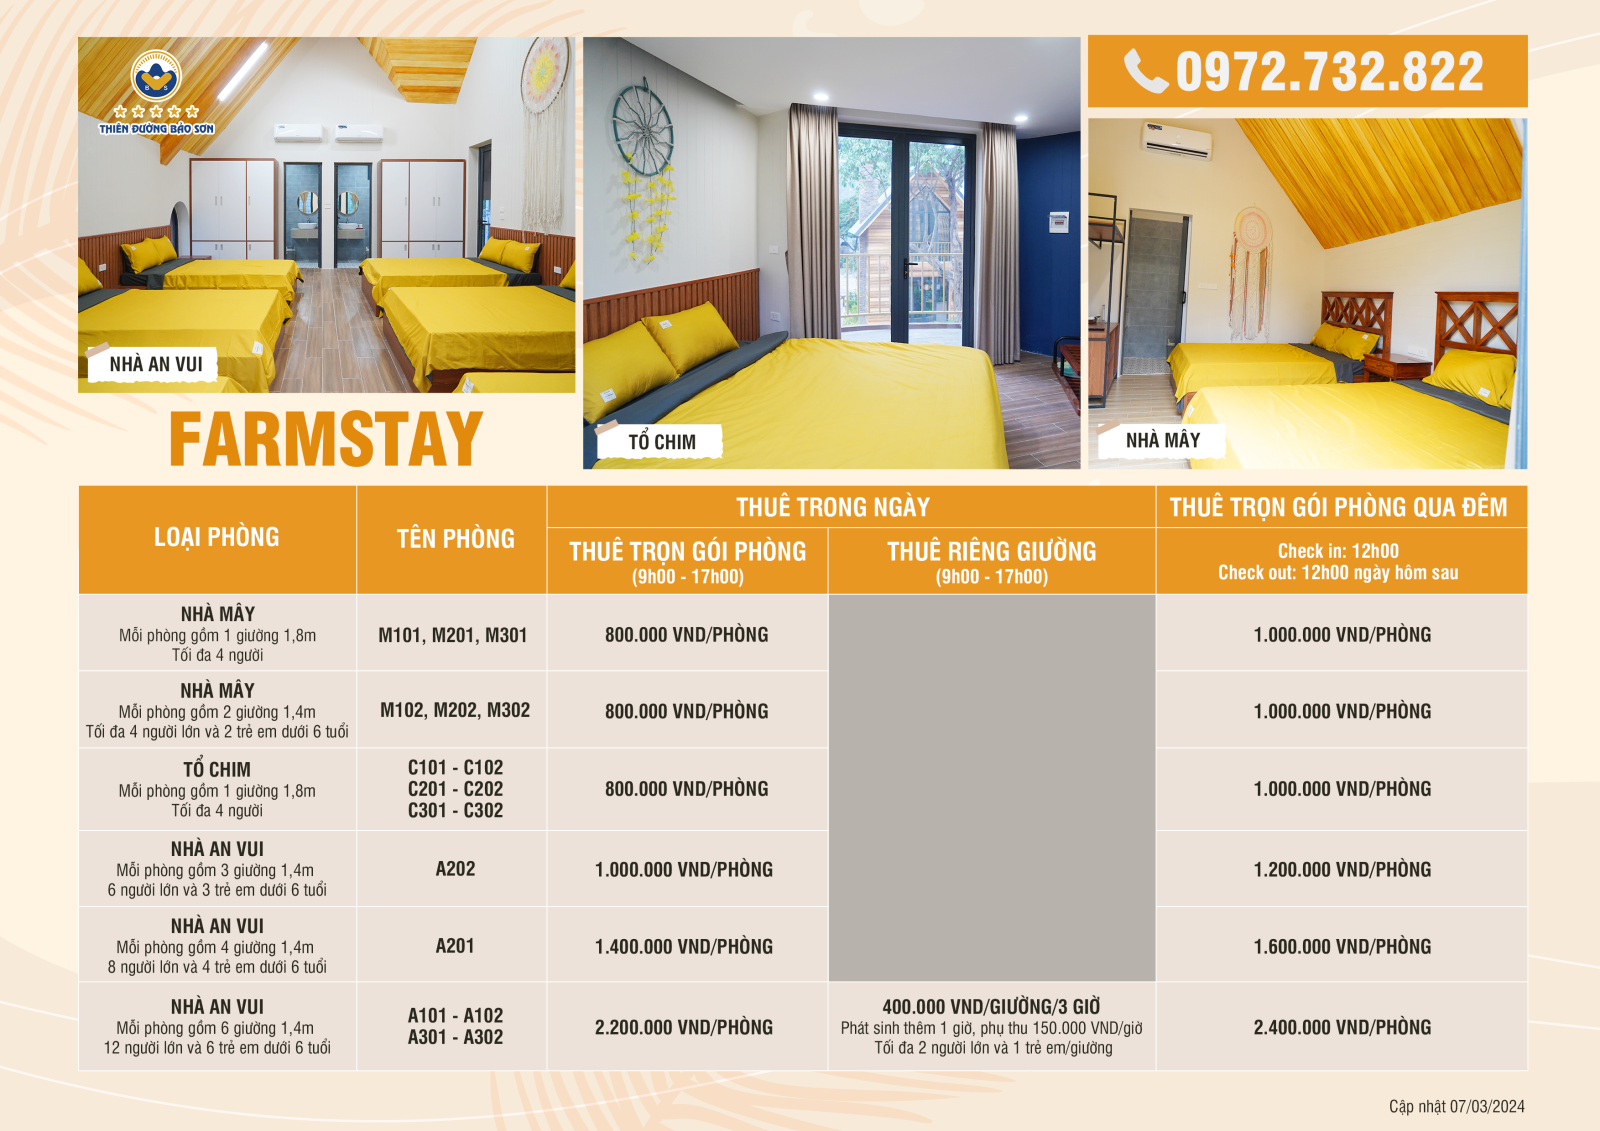 B S
THIÊN ĐƯỜNG BẢO SƠN
0972.732.822
NHÀ AN VUI
TỔ CHIM
NHÀ MÂY
FARMSTAY
LOẠI PHÒNG
TÊN PHÒNG
THUÊ TRONG NGÀY
THUÊ TRỌN GÓI PHÒNG QUA ĐÊM
THUÊ TRỌN GÓI PHÒNG
(9h00 - 17h00)
THUÊ RIÊNG GIƯỜNG
(9h00 - 17h00)
Check in: 12h00
Check out: 12h00 ngày hôm sau
NHÀ MÂY
Mỗi phòng gồm 1 giường 1,8m
Tối đa 4 người
M101, M201, M301
800.000 VND/PHÒNG
1.000.000 VND/PHÒNG
NHÀ MÂY
Mỗi phòng gồm 2 giường 1,4m
Tối đa 4 người lớn và 2 trẻ em dưới 6 tuổi
M102, M202, M302
800.000 VND/PHÒNG
1.000.000 VND/PHÒNG
TỔ CHIM
Mỗi phòng gồm 1 giường 1,8m
Tối đa 4 người
C101 - C102
C201 - C202
C301 - C302
800.000 VND/PHÒNG
1.000.000 VND/PHÒNG
NHÀ AN VUI
Mỗi phòng gồm 3 giường 1,4m
6 người lớn và 3 trẻ em dưới 6 tuổi
A202
1.000.000 VND/PHÒNG
1.200.000 VND/PHÒNG
NHÀ AN VUI
Mỗi phòng gồm 4 giường 1,4m
8 người lớn và 4 trẻ em dưới 6 tuổi
A201
1.400.000 VND/PHÒNG
1.600.000 VND/PHÒNG
NHÀ AN VUI
Mỗi phòng gồm 6 giường 1,4m
12 người lớn và 6 trẻ em dưới 6 tuổi
A101 - A102
A301 - A302
2.200.000 VND/PHÒNG
400.000 VND/GIƯỜNG/3 GIỜ
Phát sinh thêm 1 giờ, phụ thu 150.000 VND/giờ
Tối đa 2 người lớn và 1 trẻ em/giường
2.400.000 VND/PHÒNG
Cập nhật 07/03/2024